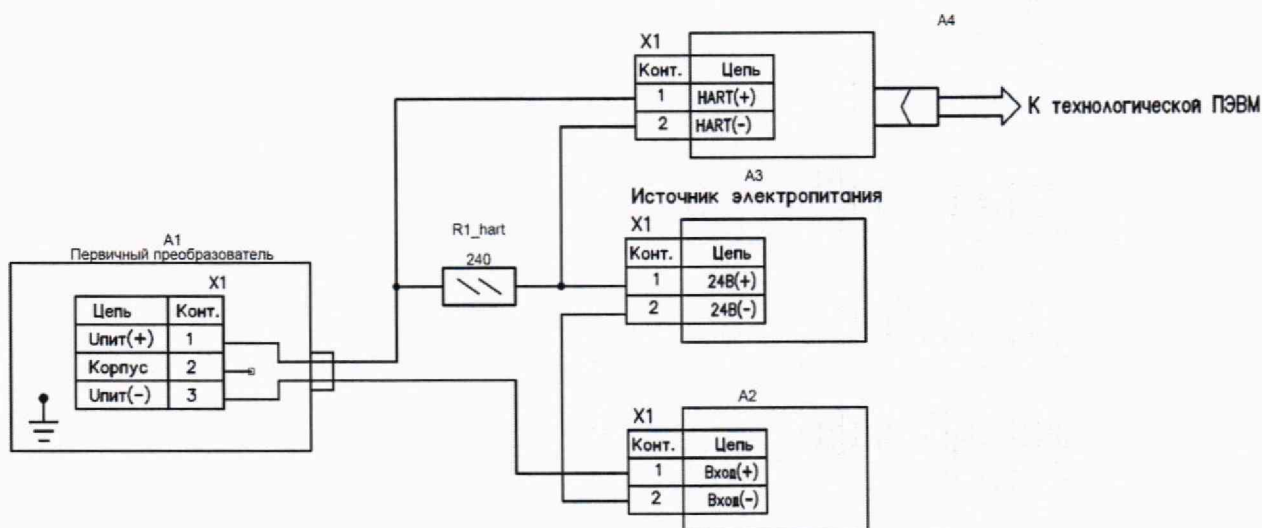 A4
X1
Конт. Цепь
1 HART(+)
2 HART(-)
К технологической ПЭВМ
A3
Источник электропитания
X1
Конт. Цепь
1 24В(+)
2 24В(-)
R1_hart
240
A1
Первичный преобразователь
X1
Цепь Конт.
Uпит(+) 1
Корпус 2
Uпит(-) 3
A2
X1
Конт. Цепь
1 Вход(+)
2 Вход(-)